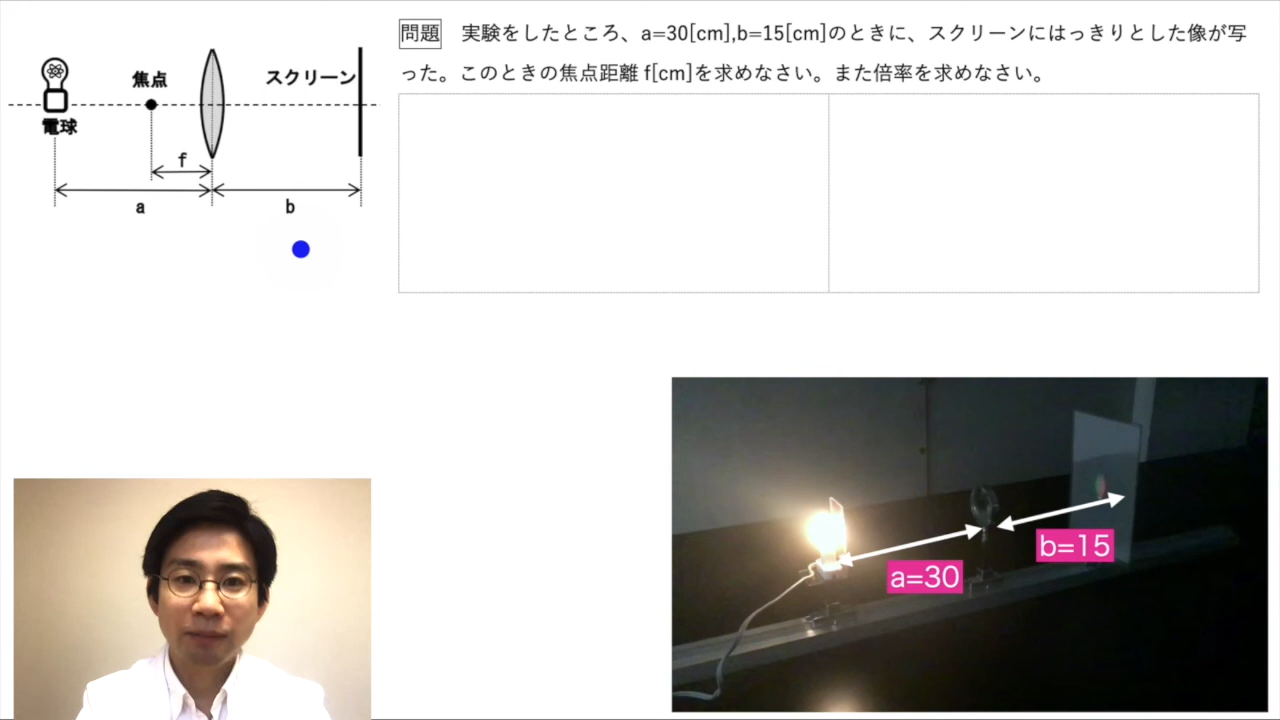 問題 実験をしたところ、a=30[cm],b=15[cm]のときに、スクリーンにはっきりとした像が写
った。このときの焦点距離 f[cm]を求めなさい。また倍率を求めなさい。
焦点
スクリーン
電球
f
a
b
b=15
a=30